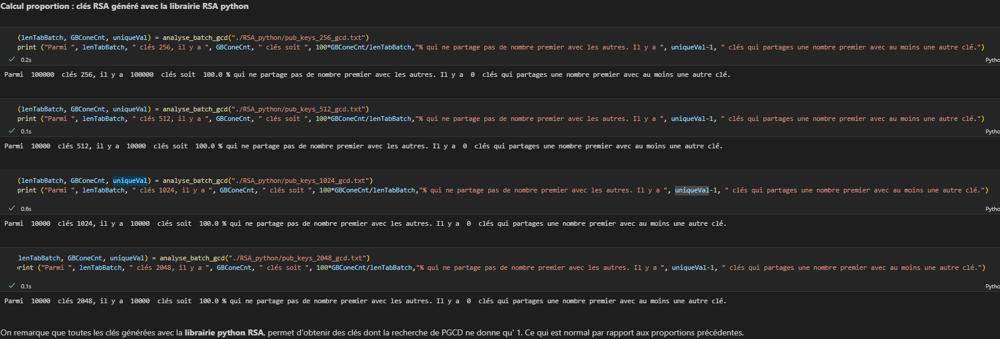 Calcul proportion : clés RSA généré avec la librairie RSA python
(lenTabBatch, GBConeCnt, uniqueVal) = analyse_batch_gcd("./RSA_python/pub_keys_256_gcd.txt")
print ("Parmi ", lenTabBatch, " clés 256, il y a ", GBConeCnt, " clés soit ", 100*GBConeCnt/lenTabBatch,"% qui ne partage pas de nombre premier avec les autres. Il y a ", uniqueVal-1, " clés qui partages une nombre premier avec au moins une autre clé.")
0.2s
Pytho
Parmi  100000  clés 256, il y a  100000  clés soit  100.0 % qui ne partage pas de nombre premier avec les autres. Il y a  0  clés qui partages une nombre premier avec au moins une autre clé.
(lenTabBatch, GBConeCnt, uniqueVal) = analyse_batch_gcd("./RSA_python/pub_keys_512_gcd.txt")
print ("Parmi ", lenTabBatch, " clés 512, il y a ", GBConeCnt, " clés soit ", 100*GBConeCnt/lenTabBatch,"% qui ne partage pas de nombre premier avec les autres. Il y a ", uniqueVal-1, " clés qui partages une nombre premier avec au moins une autre clé.")
0.1s
Pytho
Parmi  10000  clés 512, il y a  10000  clés soit  100.0 % qui ne partage pas de nombre premier avec les autres. Il y a  0  clés qui partages une nombre premier avec au moins une autre clé.
(lenTabBatch, GBConeCnt, uniqueVal) = analyse_batch_gcd("./RSA_python/pub_keys_1024_gcd.txt")
print ("Parmi ", lenTabBatch, " clés 1024, il y a ", GBConeCnt, " clés soit ", 100*GBConeCnt/lenTabBatch,"% qui ne partage pas de nombre premier avec les autres. Il y a ", uniqueVal-1, " clés qui partages une nombre premier avec au moins une autre clé.")
0.6s
Pytho
Parmi  10000  clés 1024, il y a  10000  clés soit  100.0 % qui ne partage pas de nombre premier avec les autres. Il y a  0  clés qui partages une nombre premier avec au moins une autre clé.
lenTabBatch, GBConeCnt, uniqueVal) = analyse_batch_gcd("./RSA_python/pub_keys_2048_gcd.txt")
print ("Parmi ", lenTabBatch, " clés 2048, il y a ", GBConeCnt, " clés soit ", 100*GBConeCnt/lenTabBatch,"% qui ne partage pas de nombre premier avec les autres. Il y a ", uniqueVal-1, " clés qui partages une nombre premier avec au moins une autre clé.")
0.1s
Pytho
Parmi  10000  clés 2048, il y a  10000  clés soit  100.0 % qui ne partage pas de nombre premier avec les autres. Il y a  0  clés qui partages une nombre premier avec au moins une autre clé.
On remarque que toutes les clés générées avec la librairie python RSA, permet d'obtenir des clés dont la recherche de PGCD ne donne qu' 1. Ce qui est normal par rapport aux proportions précédentes.